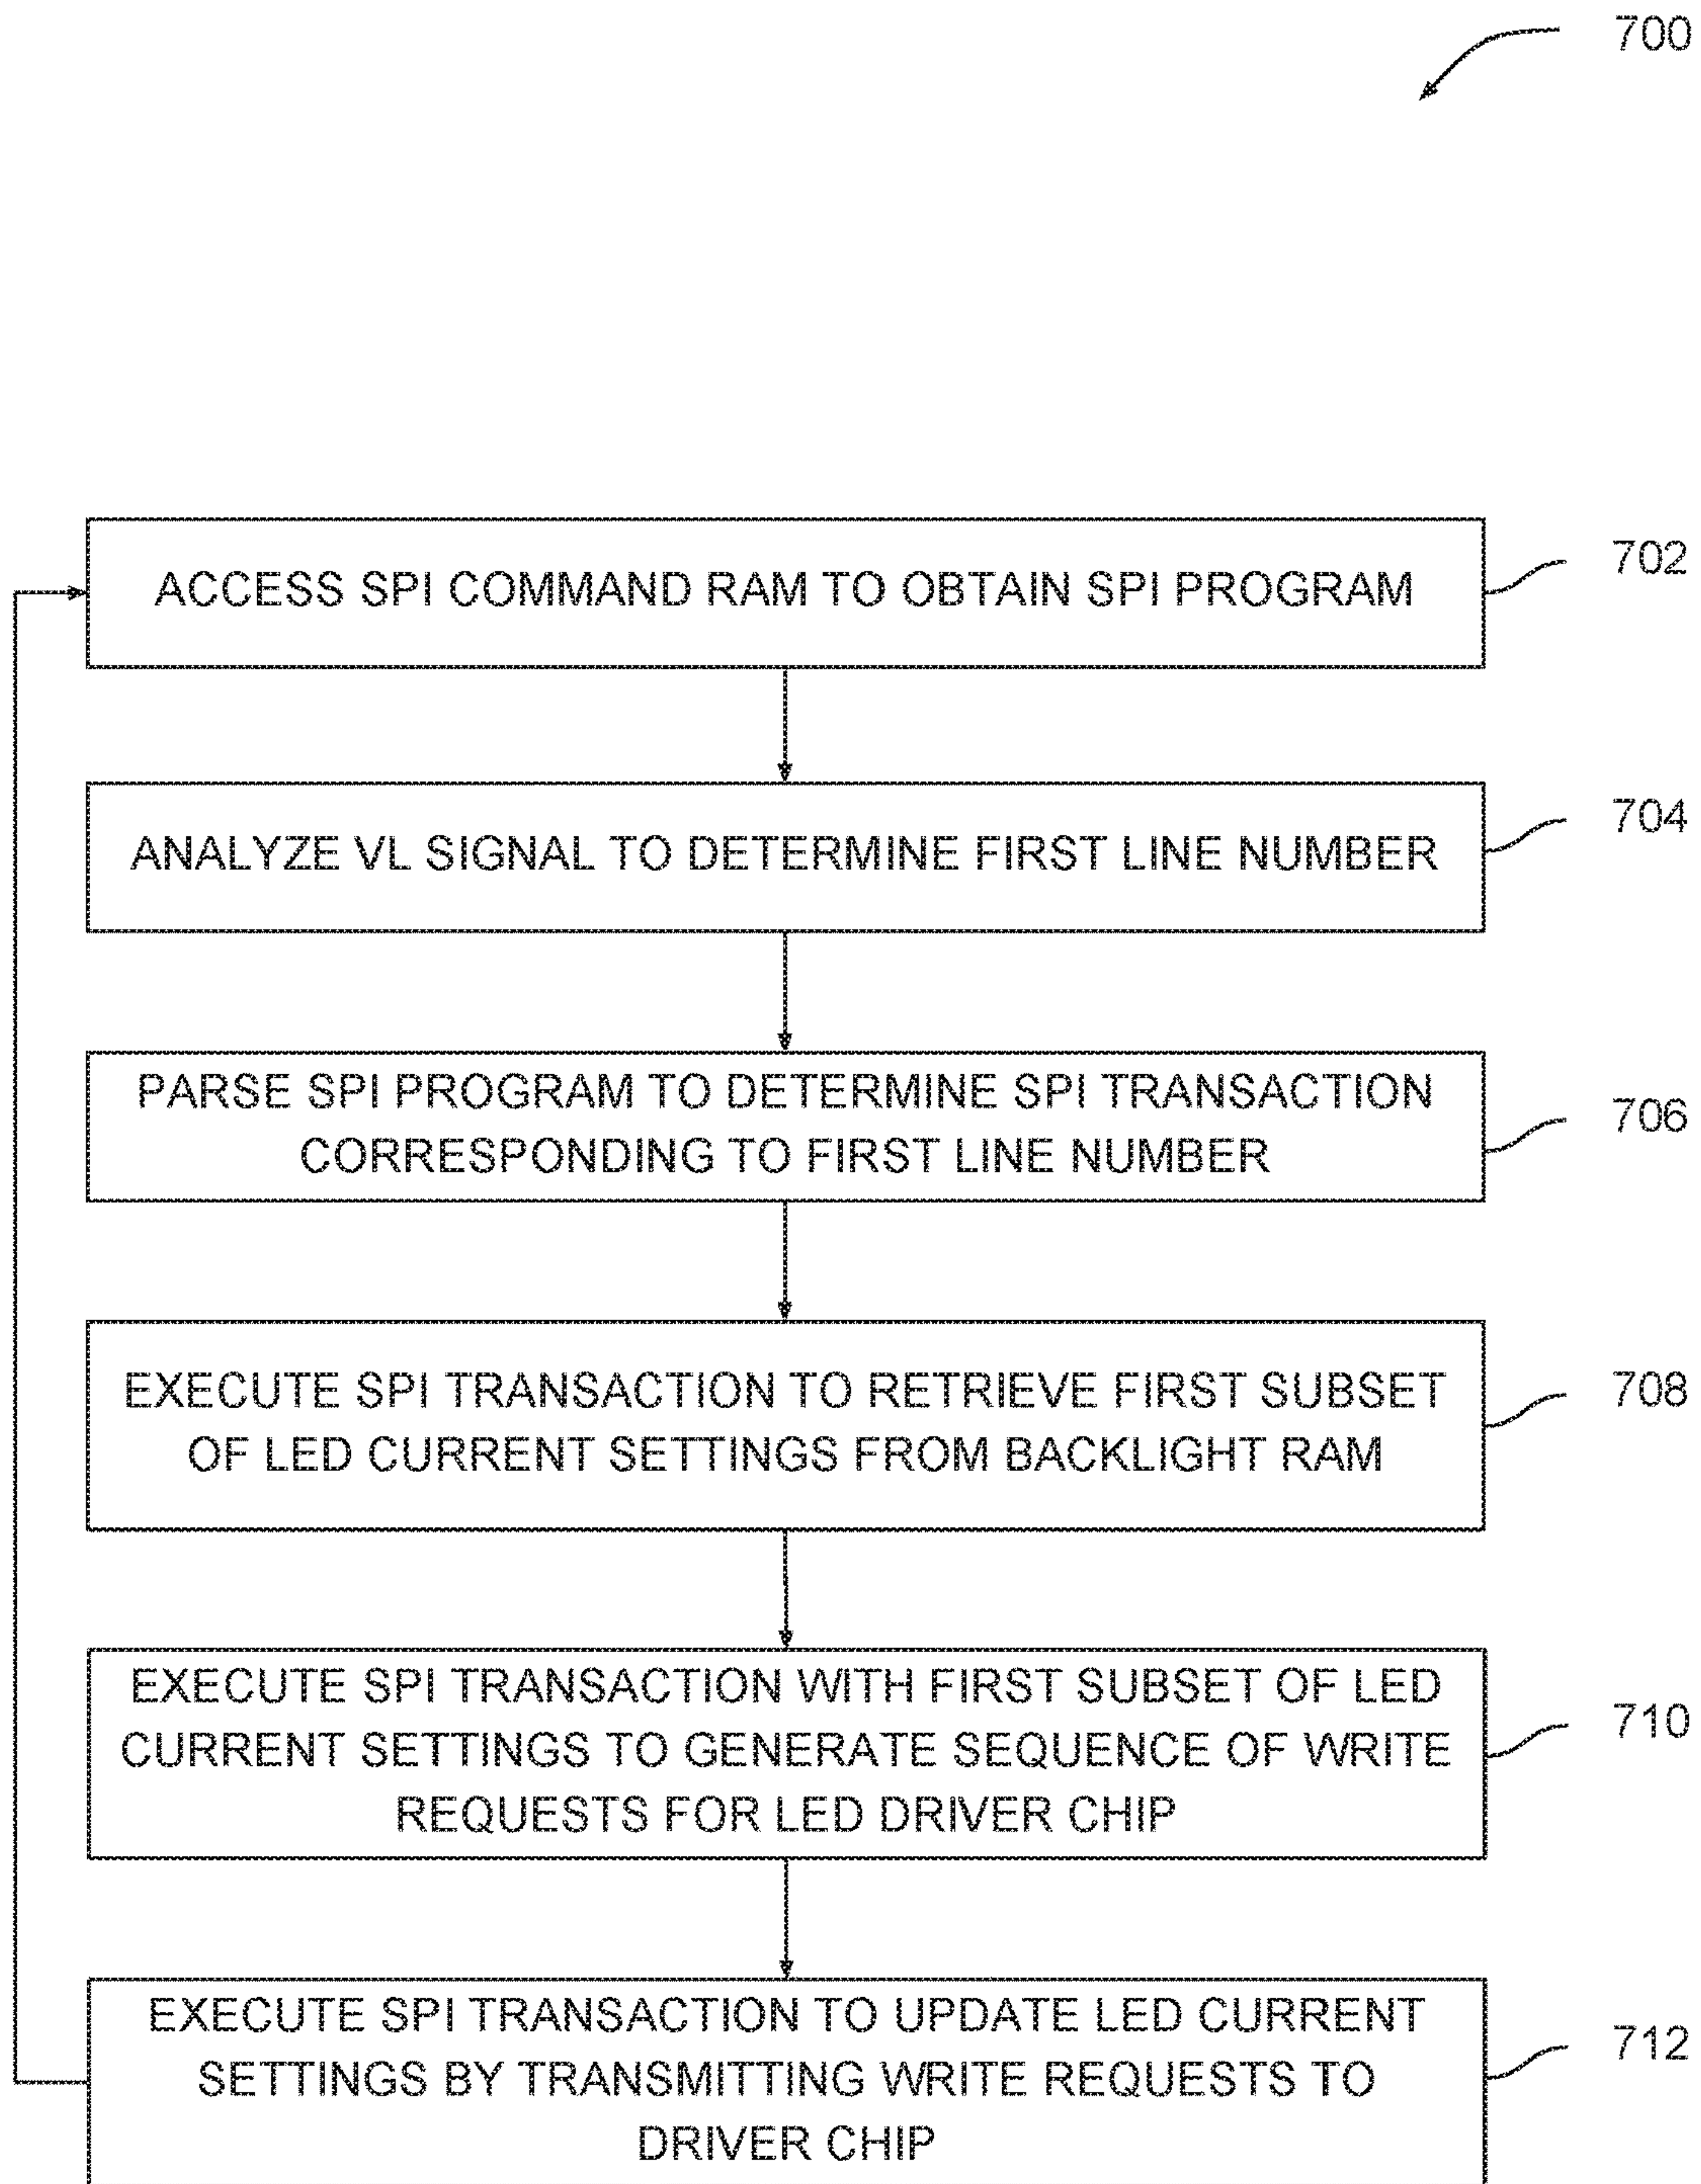 700
ACCESS SPI COMMAND RAM TO OBTAIN SPI PROGRAM
702
ANALYZE VL SIGNAL TO DETERMINE FIRST LINE NUMBER
704
PARSE SPI PROGRAM TO DETERMINE SPI TRANSACTION
CORRESPONDING TO FIRST LINE NUMBER
706
EXECUTE SPI TRANSACTION TO RETRIEVE FIRST SUBSET
OF LED CURRENT SETTINGS FROM BACKLIGHT RAM
708
EXECUTE SPI TRANSACTION WITH FIRST SUBSET OF LED
CURRENT SETTINGS TO GENERATE SEQUENCE OF WRITE
REQUESTS FOR LED DRIVER CHIP
710
EXECUTE SPI TRANSACTION TO UPDATE LED CURRENT
SETTINGS BY TRANSMITTING WRITE REQUESTS TO
DRIVER CHIP
712